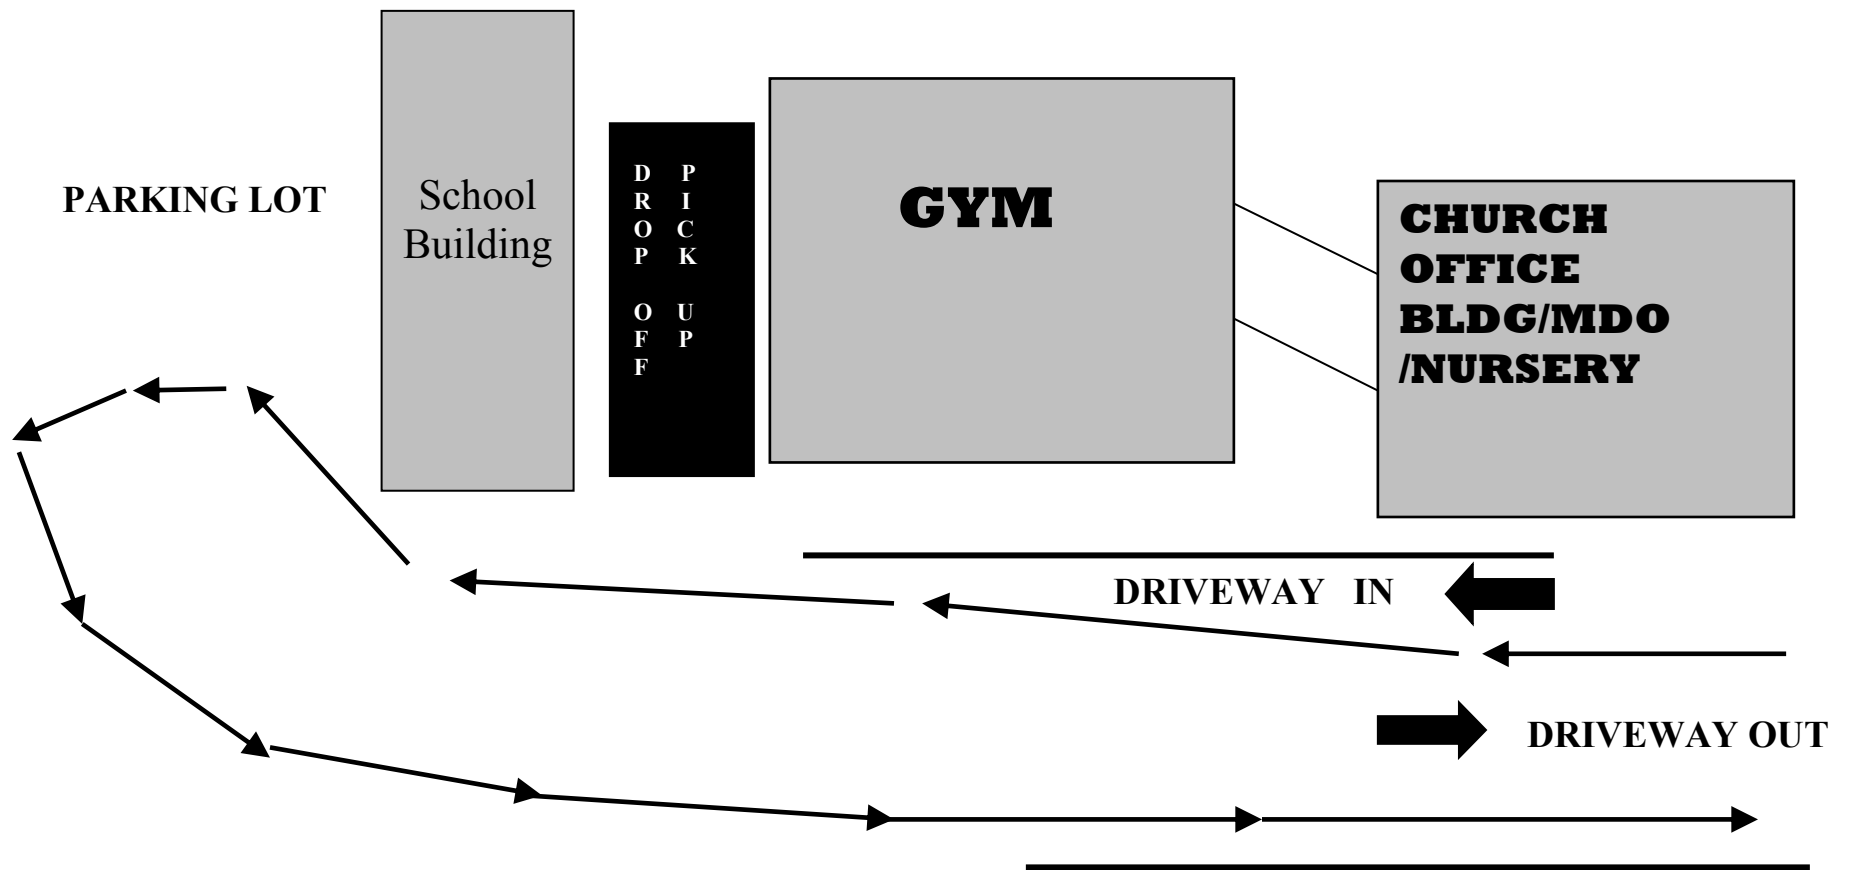 PARKING LOT
School
Building
DROP OFF
PICK UP
GYM
CHURCH
OFFICE
BLDG/MDO
/NURSERY
DRIVEWAY IN
DRIVEWAY OUT